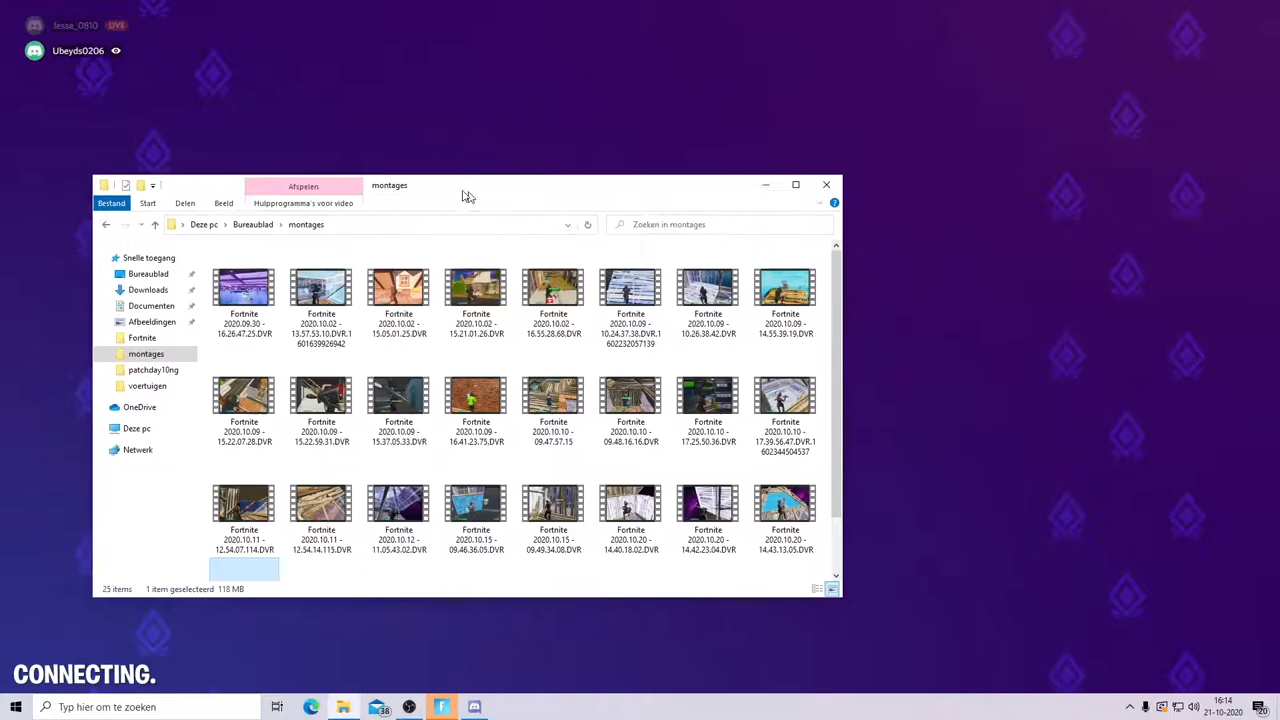 fesse_0810 LIVE
Ubeyds0206
Afspelen
montages
Bestand
Start
Delen
Beeld
Hulpprogramma's voor video
Deze pc
Bureaublad
montages
Zoeken in montages
Snelle toegang
Bureaublad
Downloads
Documenten
Afbeeldingen
Fortnite
montages
patchday10ng
voertuigen
OneDrive
Deze pc
Netwerk
Fortnite
2020.09.30 -
16.26.47.25.DVR
Fortnite
2020.10.02 -
13.57.53.10.DVR.1
601639926942
Fortnite
2020.10.02 -
15.05.01.25.DVR
Fortnite
2020.10.02 -
15.21.01.26.DVR
Fortnite
2020.10.02 -
16.55.28.68.DVR
Fortnite
2020.10.09 -
10.24.37.38.DVR.1
602232057139
Fortnite
2020.10.09 -
10.26.38.42.DVR
Fortnite
2020.10.09 -
14.55.39.19.DVR
Fortnite
2020.10.09 -
15.22.07.28.DVR
Fortnite
2020.10.09 -
15.22.59.31.DVR
Fortnite
2020.10.09 -
15.37.05.33.DVR
Fortnite
2020.10.09 -
16.41.23.75.DVR
Fortnite
2020.10.10 -
09.47.57.15
Fortnite
2020.10.10 -
09.48.16.16.DVR
Fortnite
2020.10.10 -
17.25.50.36.DVR
Fortnite
2020.10.10 -
17.39.56.47.DVR.1
602344504537
Fortnite
2020.10.11 -
12.54.07.114.DVR
Fortnite
2020.10.11 -
12.54.14.115.DVR
Fortnite
2020.10.12 -
11.05.43.02.DVR
Fortnite
2020.10.15 -
09.46.36.05.DVR
Fortnite
2020.10.15 -
09.49.34.08.DVR
Fortnite
2020.10.20 -
14.40.18.02.DVR
Fortnite
2020.10.20 -
14.42.23.04.DVR
Fortnite
2020.10.20 -
14.43.13.05.DVR
25 items
1 item geselecteerd 118 MB
CONNECTING.
Typ hier om te zoeken
38
16:14
21-10-2020
20